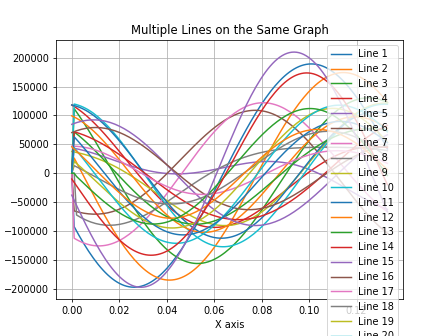 Multiple Lines on the Same Graph
200000
150000
100000
50000
0
−50000
−100000
−150000
−200000
0.00
0.02
0.04
0.06
0.08
0.10
X axis
Line 1
Line 2
Line 3
Line 4
Line 5
Line 6
Line 7
Line 8
Line 9
Line 10
Line 11
Line 12
Line 13
Line 14
Line 15
Line 16
Line 17
Line 18
Line 19
Line 20